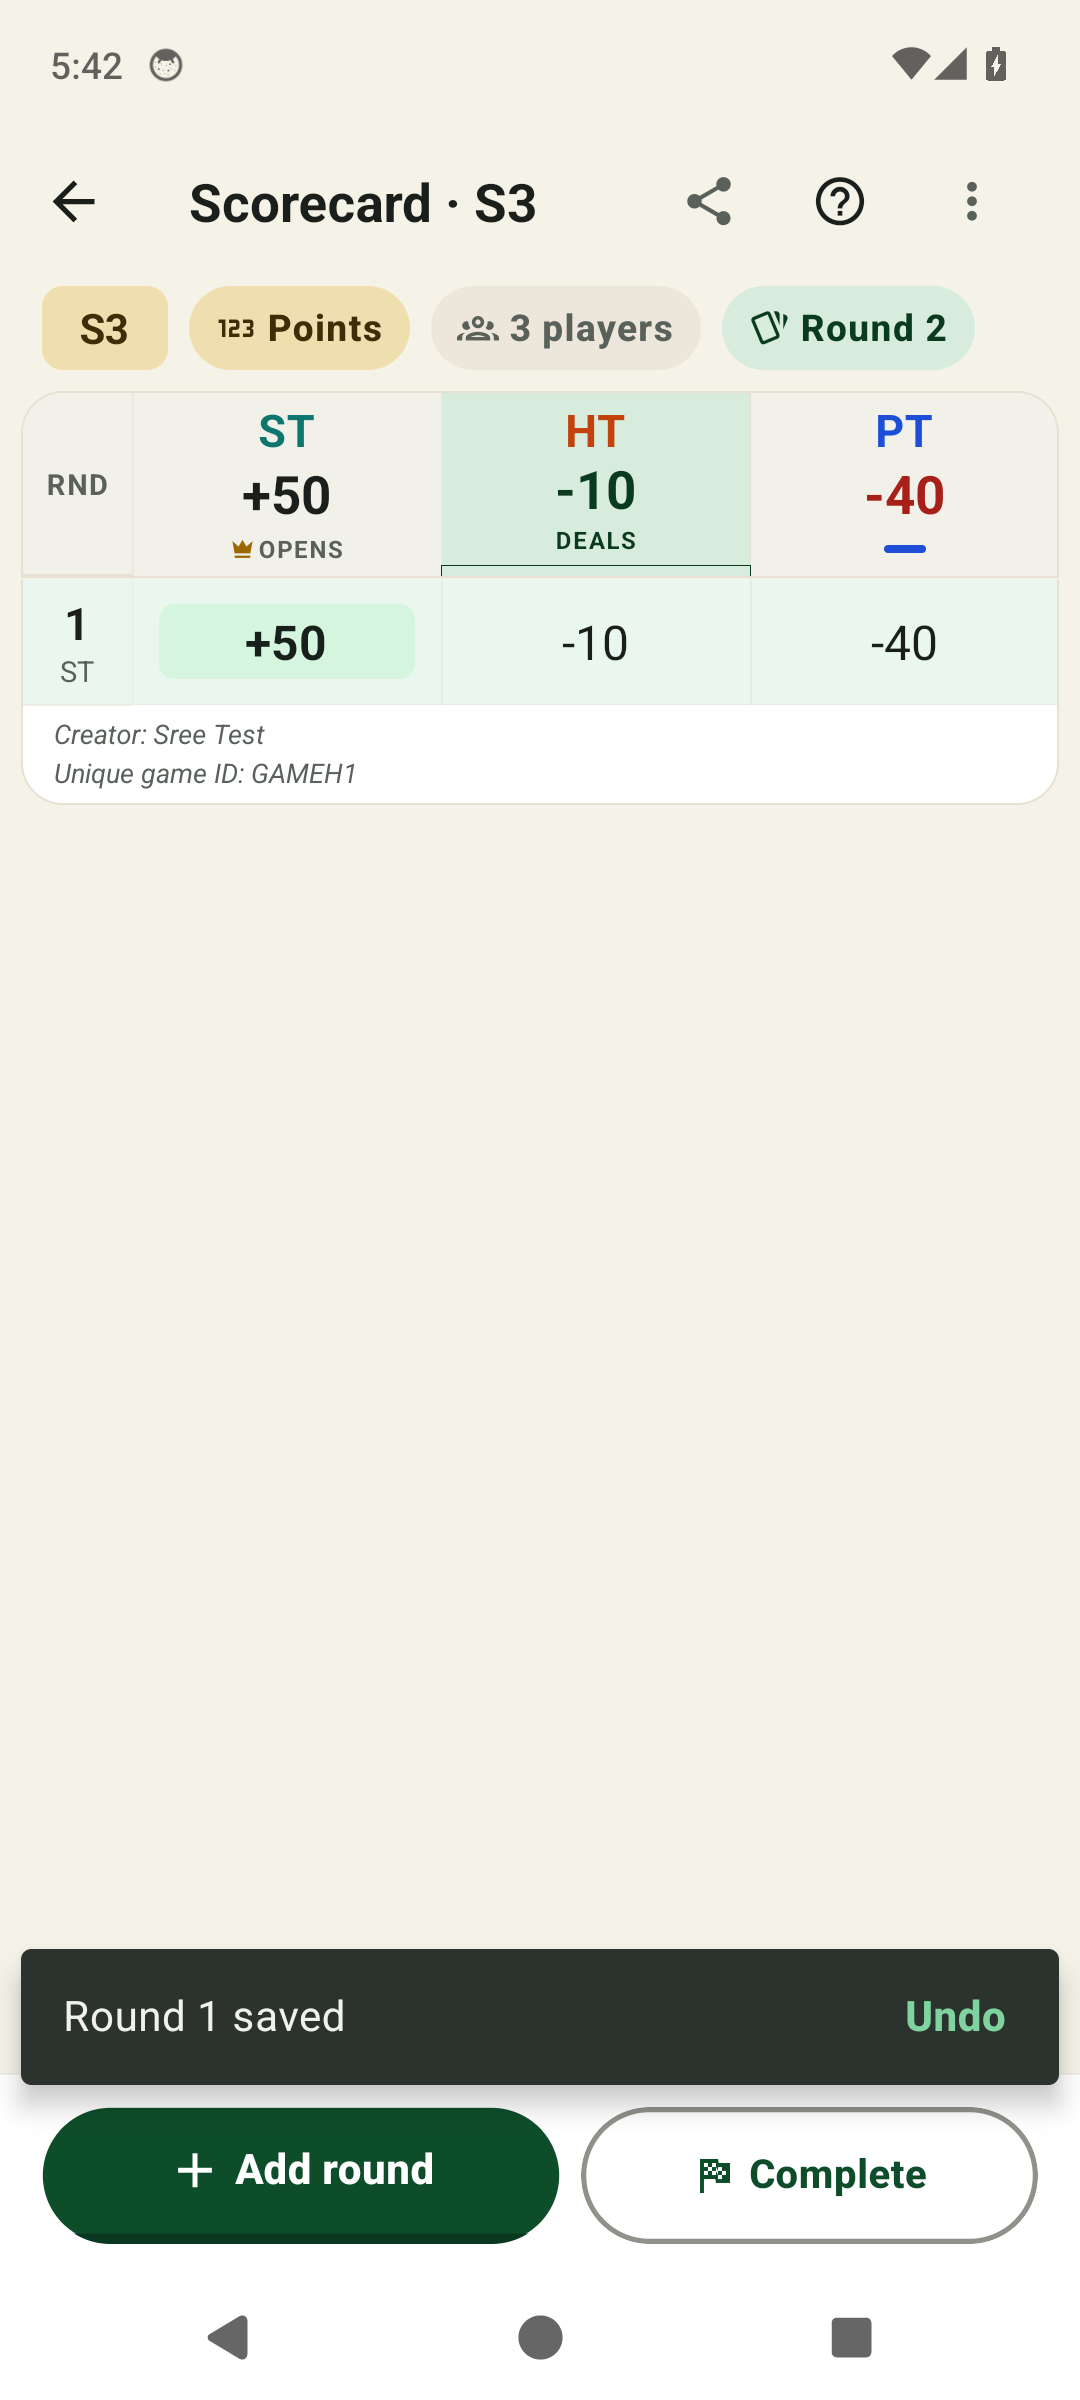 5:42
Scorecard · S3
S3
123 Points
3 players
Round 2
RND
ST
HT
PT
+50
-10
-40
OPENS
DEALS
1
ST
+50
-10
-40
Creator: Sree Test
Unique game ID: GAMEH1
Round 1 saved
Undo
+ Add round
Complete